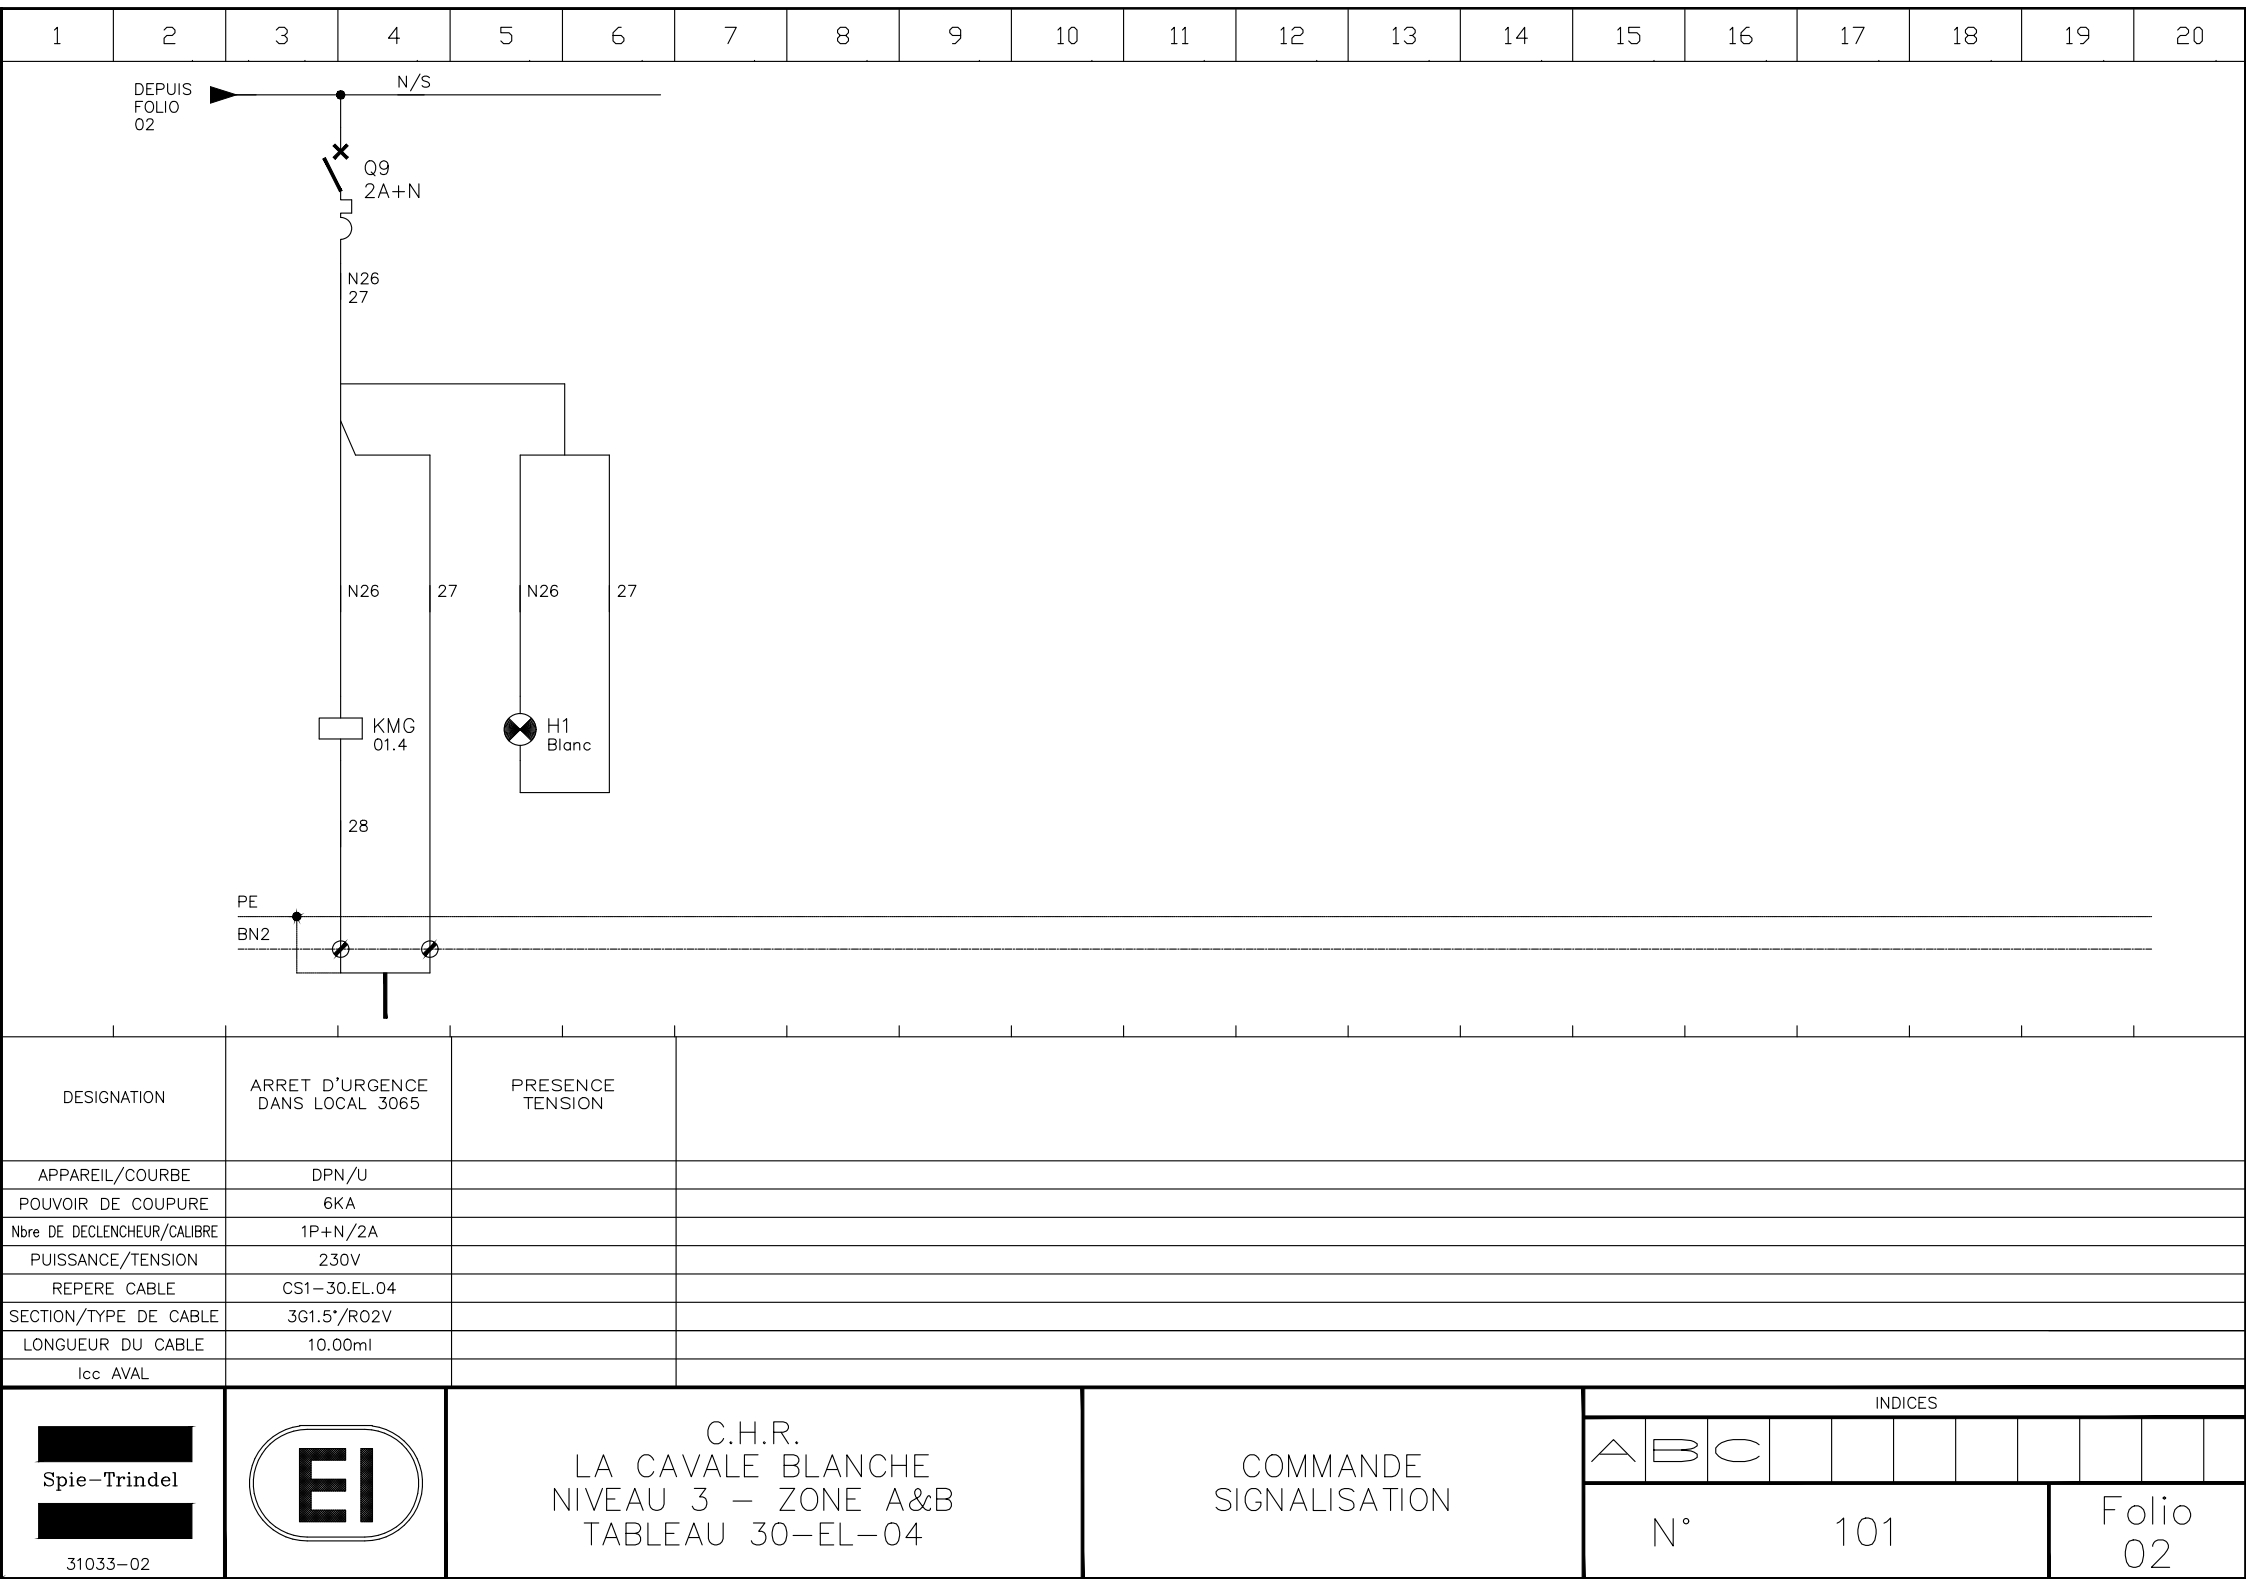 1 2 3 4 5 6 7 8 9 10 11 12 13 14 15 16 17 18 19 20
DEPUIS
FOLIO
02
N/S
Q9
2A+N
N26
27
N26
27
N26
27
KMG
01.4
H1
Blanc
28
PE
BN2
DESIGNATION
ARRET D'URGENCE
DANS LOCAL 3065
PRESENCE
TENSION
APPAREIL/COURBE DPN/U
POUVOIR DE COUPURE 6KA
Nbre DE DECLENCHEUR/CALIBRE 1P+N/2A
PUISSANCE/TENSION 230V
REPERE CABLE CS1-30.EL.04
SECTION/TYPE DE CABLE 3G1.5°/RO2V
LONGUEUR DU CABLE 10.00ml
Icc AVAL
Spie-Trindel
31033-02
EI
C.H.R.
LA CAVALE BLANCHE
NIVEAU 3 - ZONE A&B
TABLEAU 30-EL-04
COMMANDE
SIGNALISATION
INDICES
A B C
N° 101
Folio
02